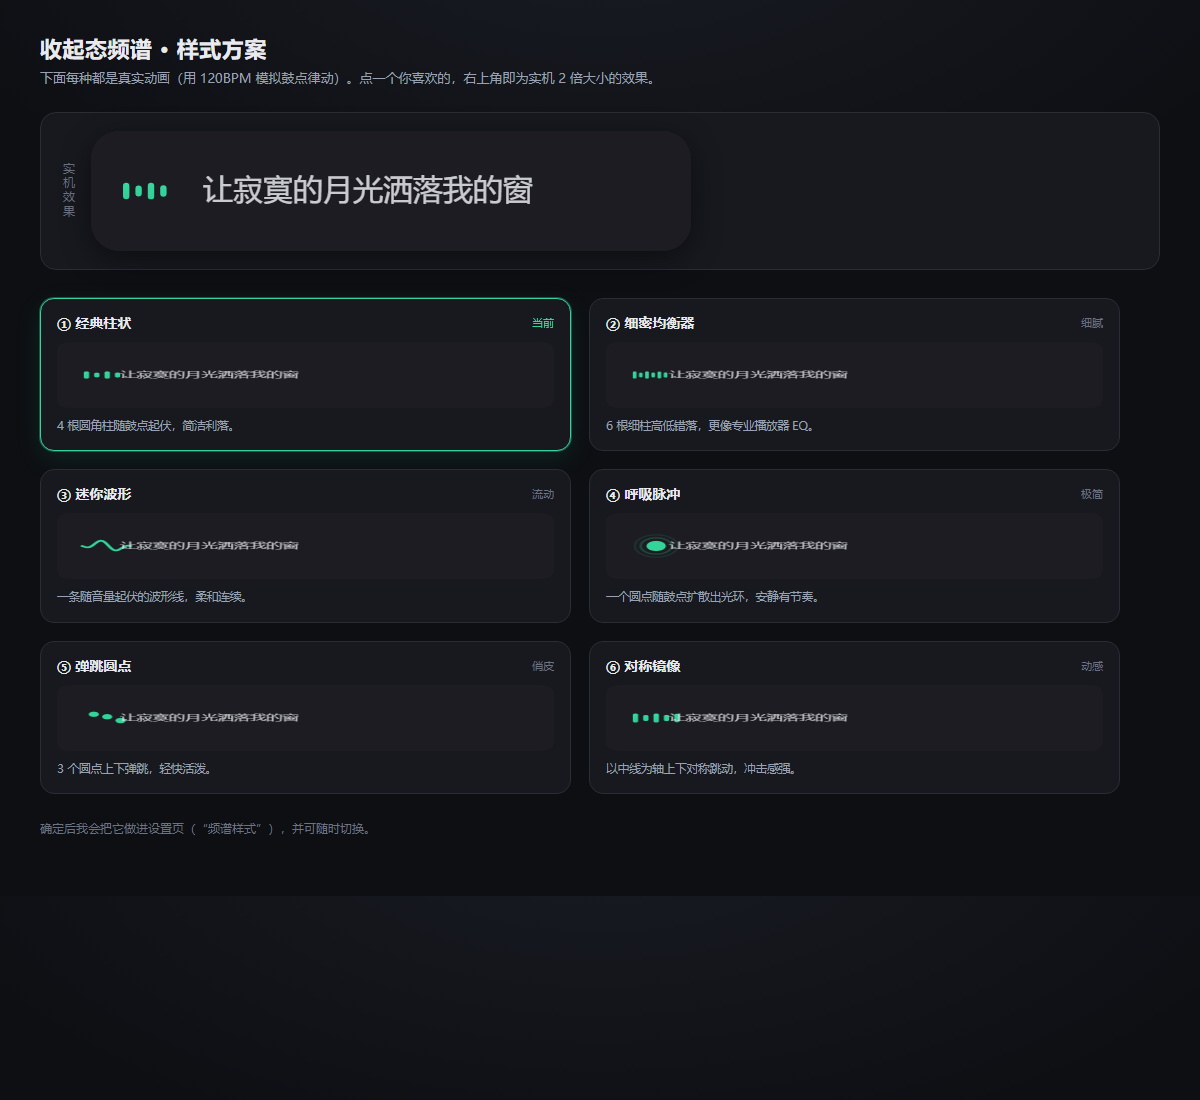 收起态频谱 · 样式方案
下面每种都是真实动画（用 120BPM 模拟鼓点律动）。点一个你喜欢的，右上角即为实机 2 倍大小的效果。
实机效果
让寂寞的月光洒落我的窗
① 经典柱状
当前
让寂寞的月光洒落我的窗
4 根圆角柱随鼓点起伏，简洁利落。
② 细密均衡器
细腻
让寂寞的月光洒落我的窗
6 根细柱高低错落，更像专业播放器 EQ。
③ 迷你波形
流动
让寂寞的月光洒落我的窗
一条随音量起伏的波形线，柔和连续。
④ 呼吸脉冲
极简
让寂寞的月光洒落我的窗
一个圆点随鼓点扩散出光环，安静有节奏。
⑤ 弹跳圆点
俏皮
让寂寞的月光洒落我的窗
3 个圆点上下弹跳，轻快活泼。
⑥ 对称镜像
动感
让寂寞的月光洒落我的窗
以中线为轴上下对称跳动，冲击感强。
确定后我会把它做进设置页（“频谱样式”），并可随时切换。